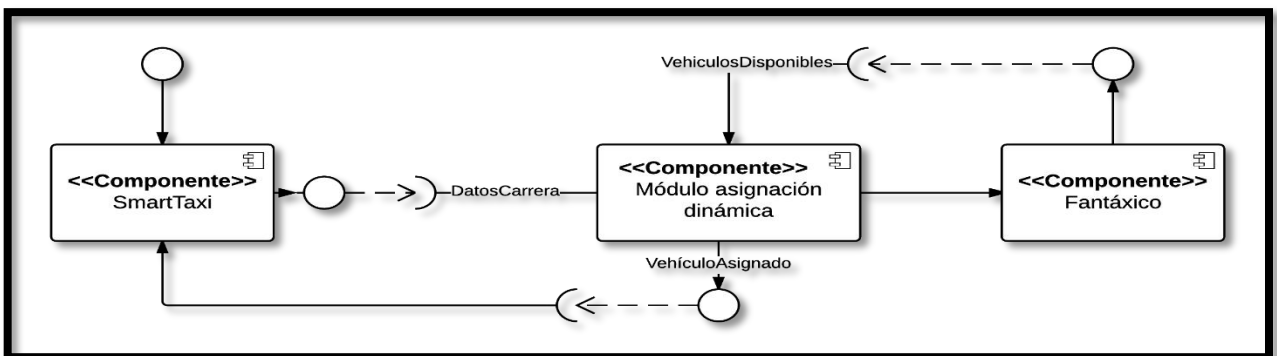 VehiculosDisponibles
<<Componente>>
SmartTaxi
DatosCarrera
<<Componente>>
Módulo asignación
dinámica
<<Componente>>
Fantáxico
VehículoAsignado